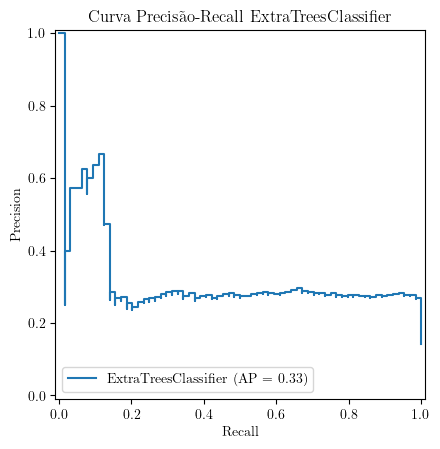 Curva Precisão-Recall ExtraTreesClassifier
1.0
0.8
0.6
0.4
0.2
0.0
Precision
ExtraTreesClassifier (AP = 0.33)
0.0 0.2 0.4 0.6 0.8 1.0
Recall